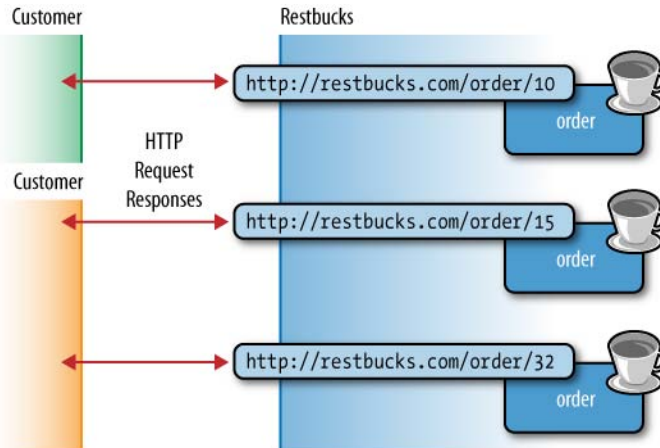 Customer
Restbucks
http://restbucks.com/order/10
order
HTTP
Request
Responses
Customer
http://restbucks.com/order/15
order
http://restbucks.com/order/32
order